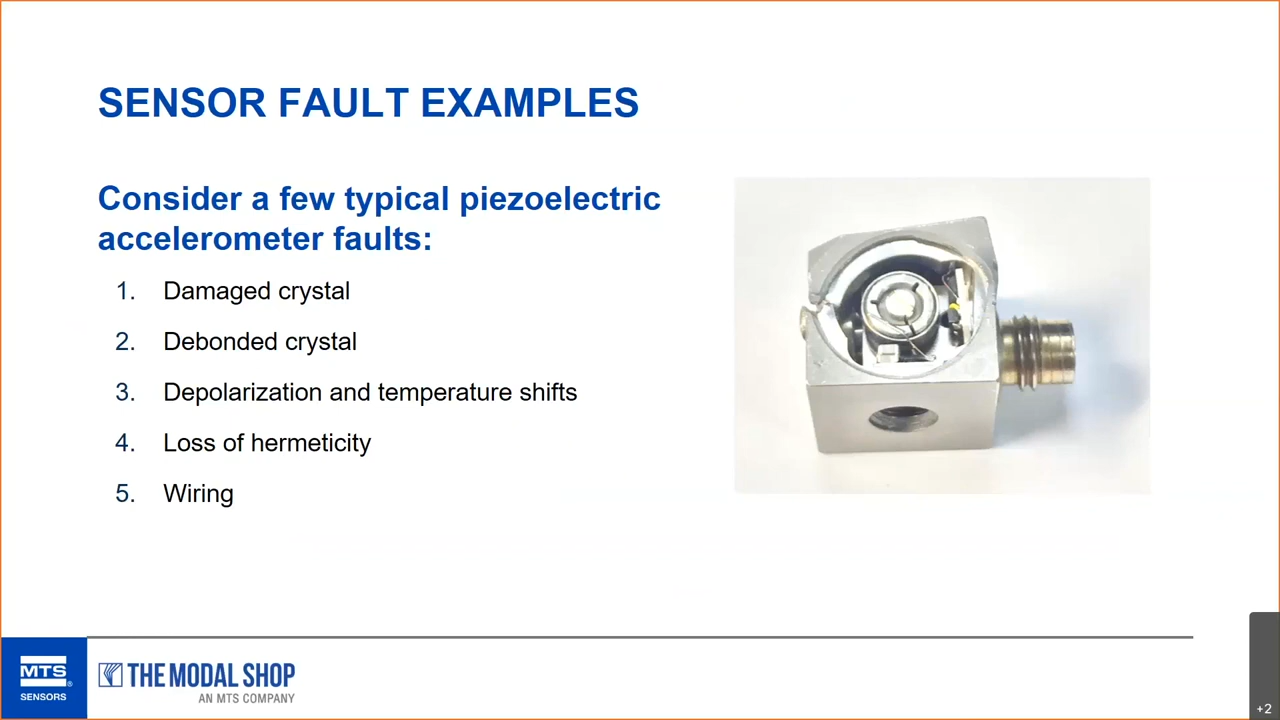 SENSOR FAULT EXAMPLES
Consider a few typical piezoelectric
accelerometer faults:
1. Damaged crystal
2. Debonded crystal
3. Depolarization and temperature shifts
4. Loss of hermeticity
5. Wiring
MTS®
SENSORS
THE MODAL SHOP
AN MTS COMPANY
+2